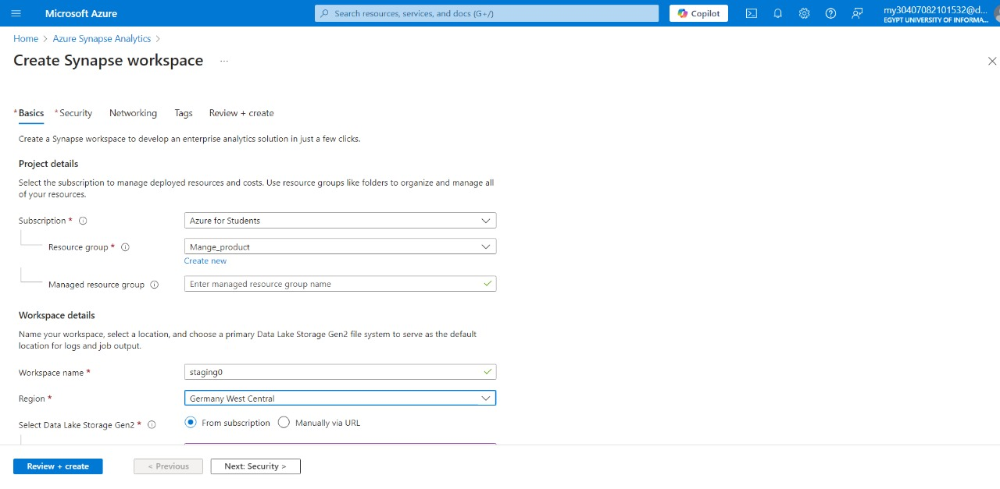 Microsoft Azure
Search resources, services, and docs (G+/)
Copilot
my30407082101532@d...
EGYPT UNIVERSITY OF INFORMA...
Home > Azure Synapse Analytics >
Create Synapse workspace ...
* Basics * Security Networking Tags Review + create
Create a Synapse workspace to develop an enterprise analytics solution in just a few clicks.
Project details
Select the subscription to manage deployed resources and costs. Use resource groups like folders to organize and manage all
of your resources.
Subscription * Azure for Students
Resource group * Mange_product
Create new
Managed resource group Enter managed resource group name
Workspace details
Name your workspace, select a location, and choose a primary Data Lake Storage Gen2 file system to serve as the default
location for logs and job output.
Workspace name * staging0
Region * Germany West Central
Select Data Lake Storage Gen2 * From subscription Manually via URL
Review + create < Previous Next: Security >